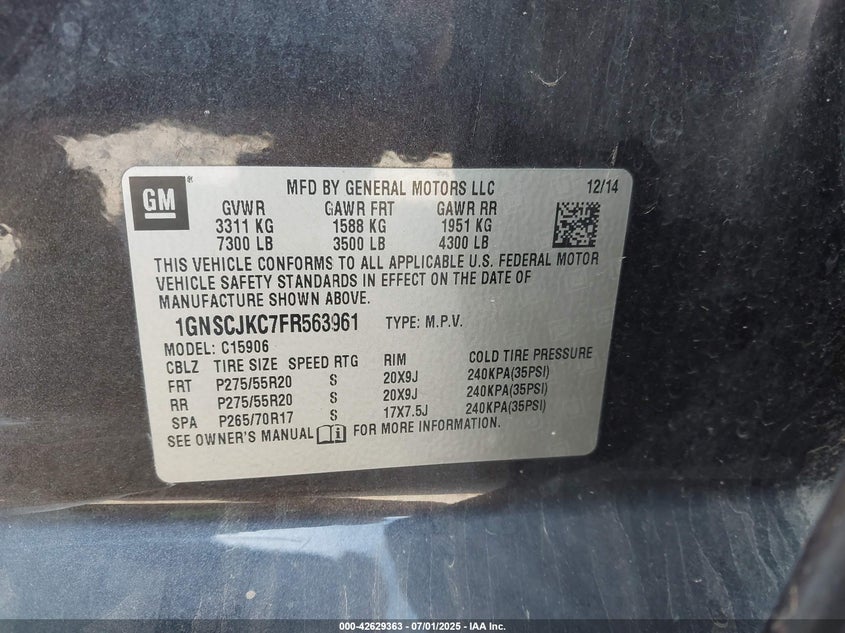 GM
MFD BY GENERAL MOTORS LLC 12/14
GVWR GAWR FRT GAWR RR
3311 KG 1588 KG 1951 KG
7300 LB 3500 LB 4300 LB
THIS VEHICLE CONFORMS TO ALL APPLICABLE U.S. FEDERAL MOTOR
VEHICLE SAFETY STANDARDS IN EFFECT ON THE DATE OF
MANUFACTURE SHOWN ABOVE.
1GNSCJKC7FR563961 TYPE: M.P.V.
MODEL: C15906
CBLZ TIRE SIZE SPEED RTG RIM COLD TIRE PRESSURE
FRT P275/55R20 S 20X9J 240KPA(35PSI)
RR P275/55R20 S 20X9J 240KPA(35PSI)
SPA P265/70R17 S 17X7.5J 240KPA(35PSI)
SEE OWNER'S MANUAL FOR MORE INFORMATION.
000-42629363 - 07/01/2025 - IAA Inc.